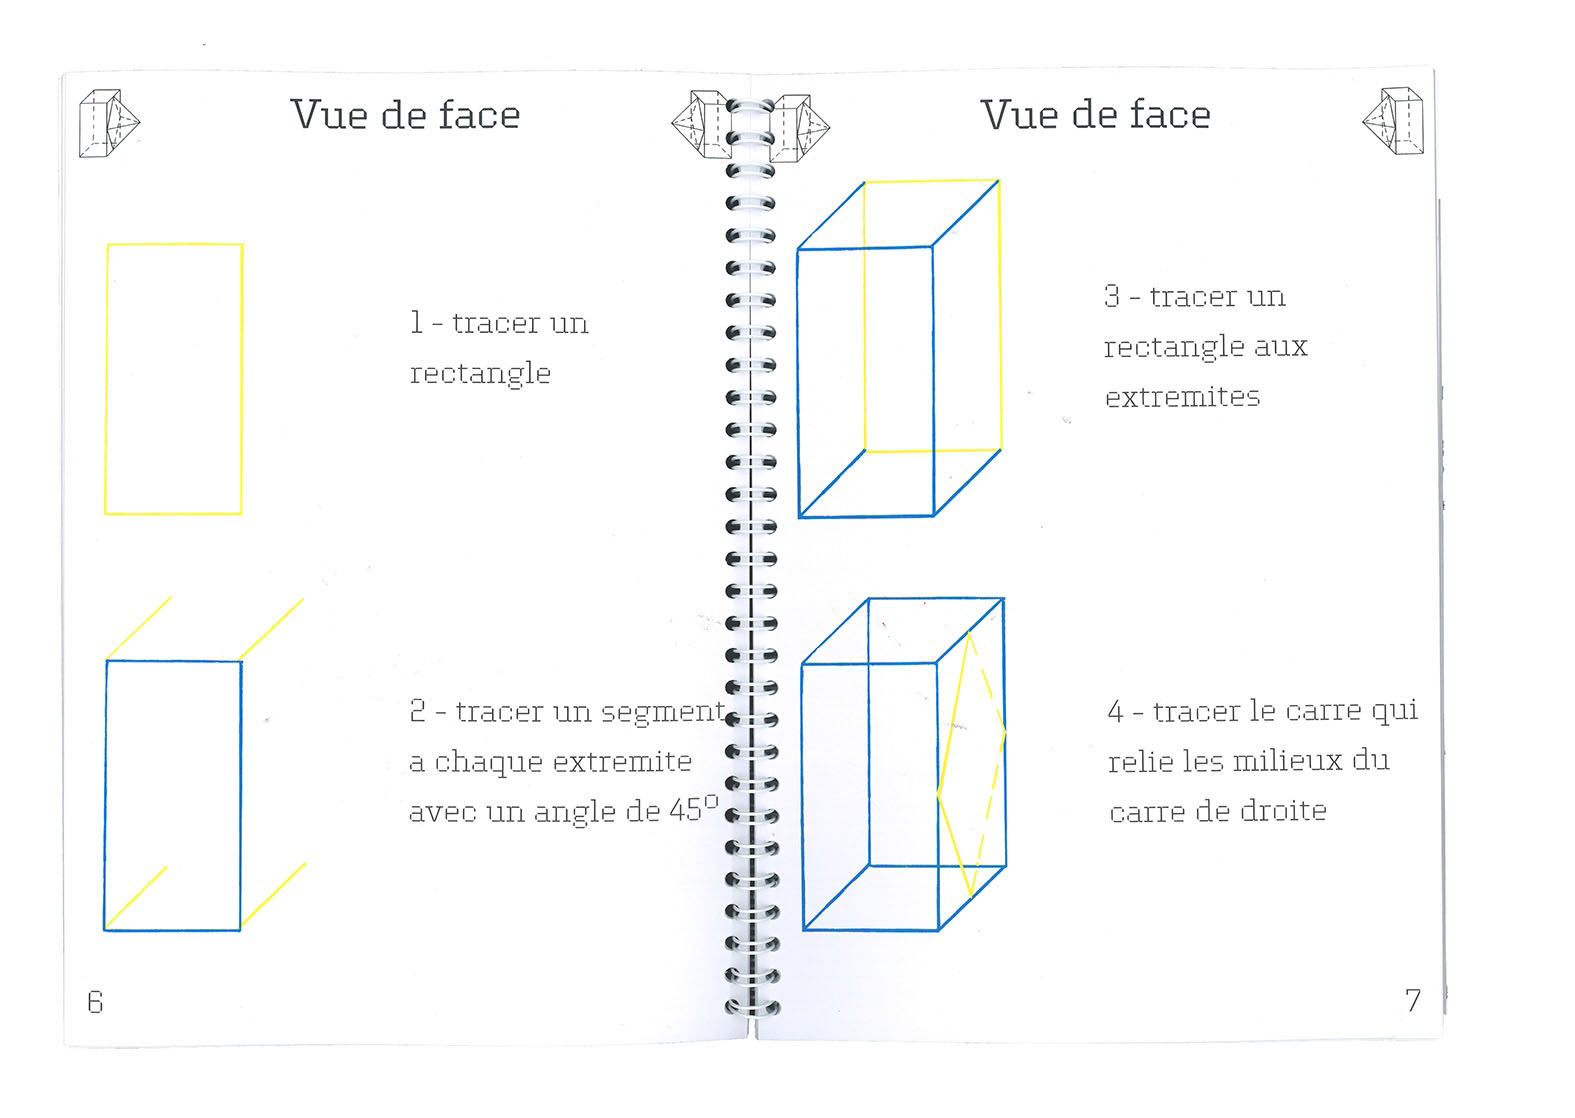 Vue de face
1 - tracer un
rectangle
2 - tracer un segment
a chaque extremite
avec un angle de 45º
6
Vue de face
3 - tracer un
rectangle aux
extremites
4 - tracer le carre qui
relie les milieux du
carre de droite
7